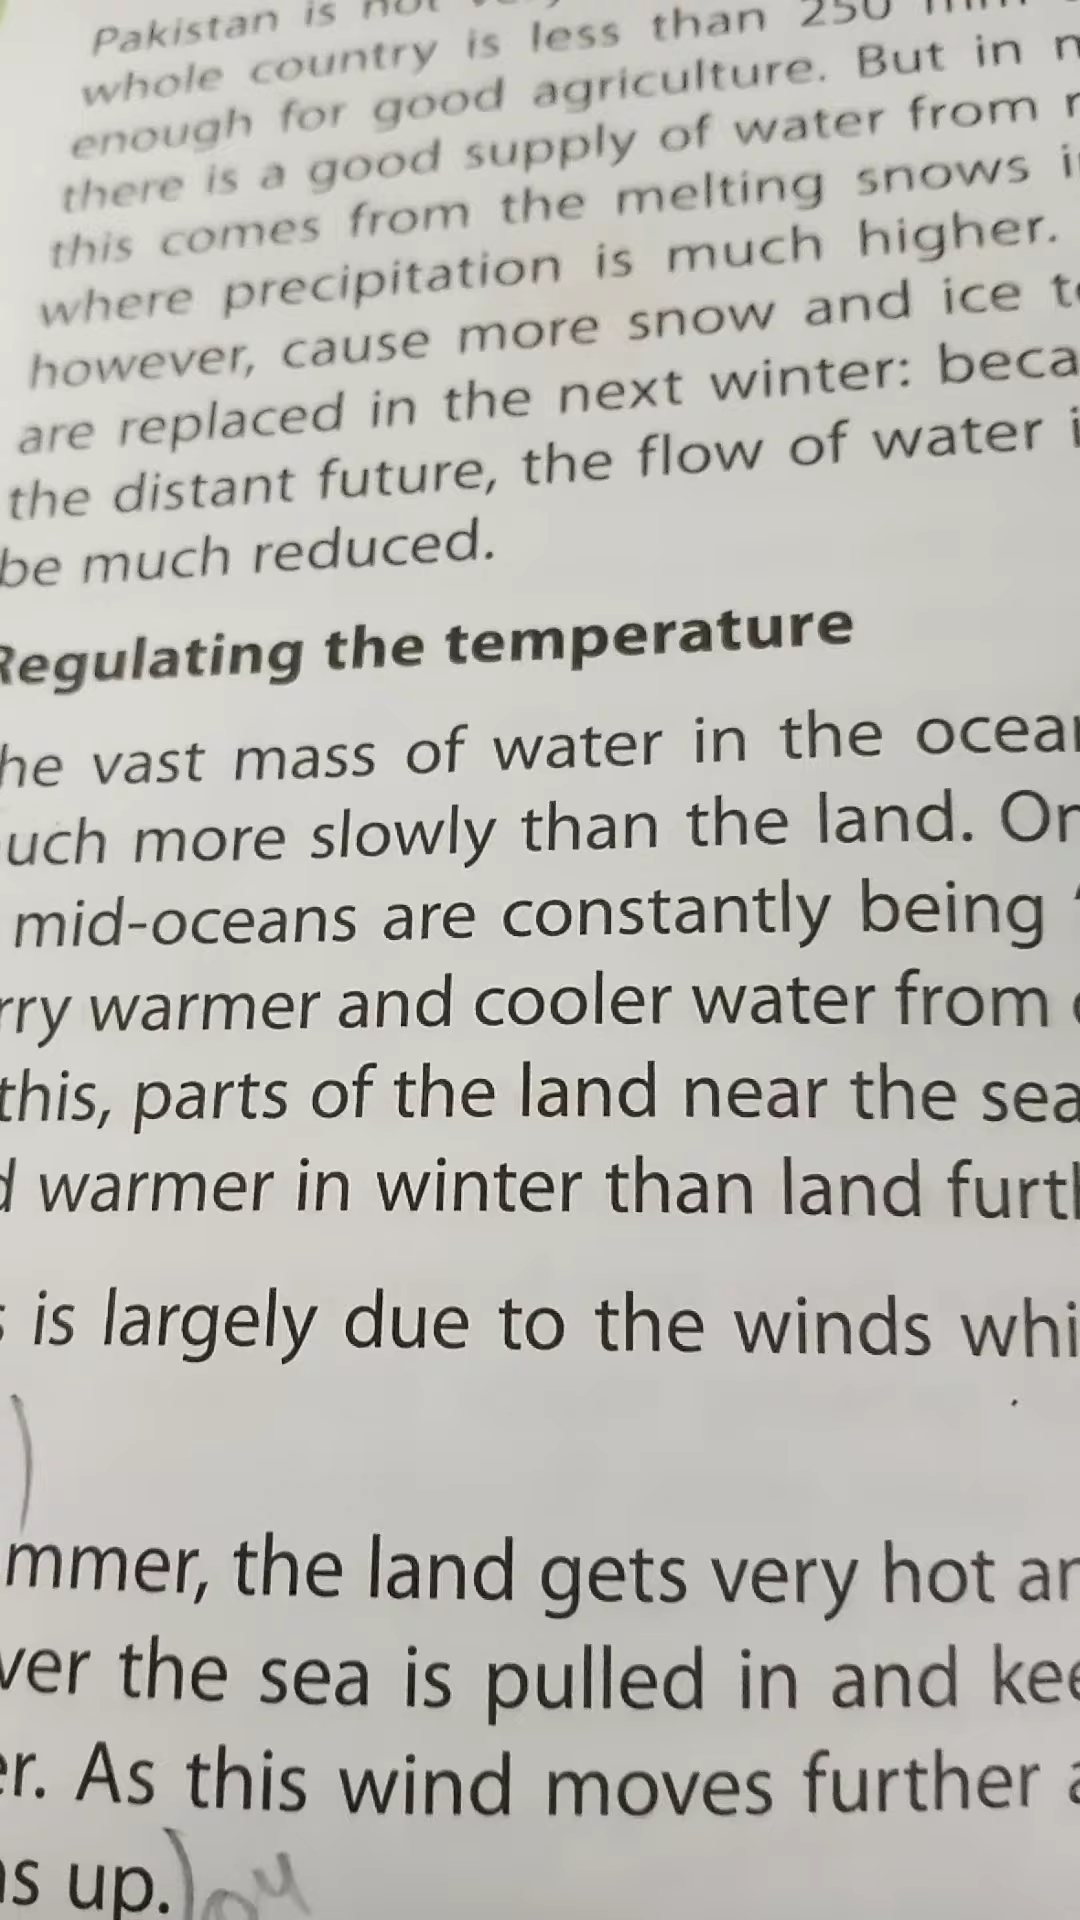 Pakistan is
whole country is less than 250
enough for good agriculture. But in
there is a good supply of water from
this comes from the melting snows
where precipitation is much higher.
however, cause more snow and ice
are replaced in the next winter: beca
the distant future, the flow of water
be much reduced.
Regulating the temperature
he vast mass of water in the ocea
uch more slowly than the land. Or
mid-oceans are constantly being
rry warmer and cooler water from
this, parts of the land near the sea
d warmer in winter than land furt
s is largely due to the winds whi
mmer, the land gets very hot
ver the sea is pulled in and kee
er. As this wind moves further
s up.